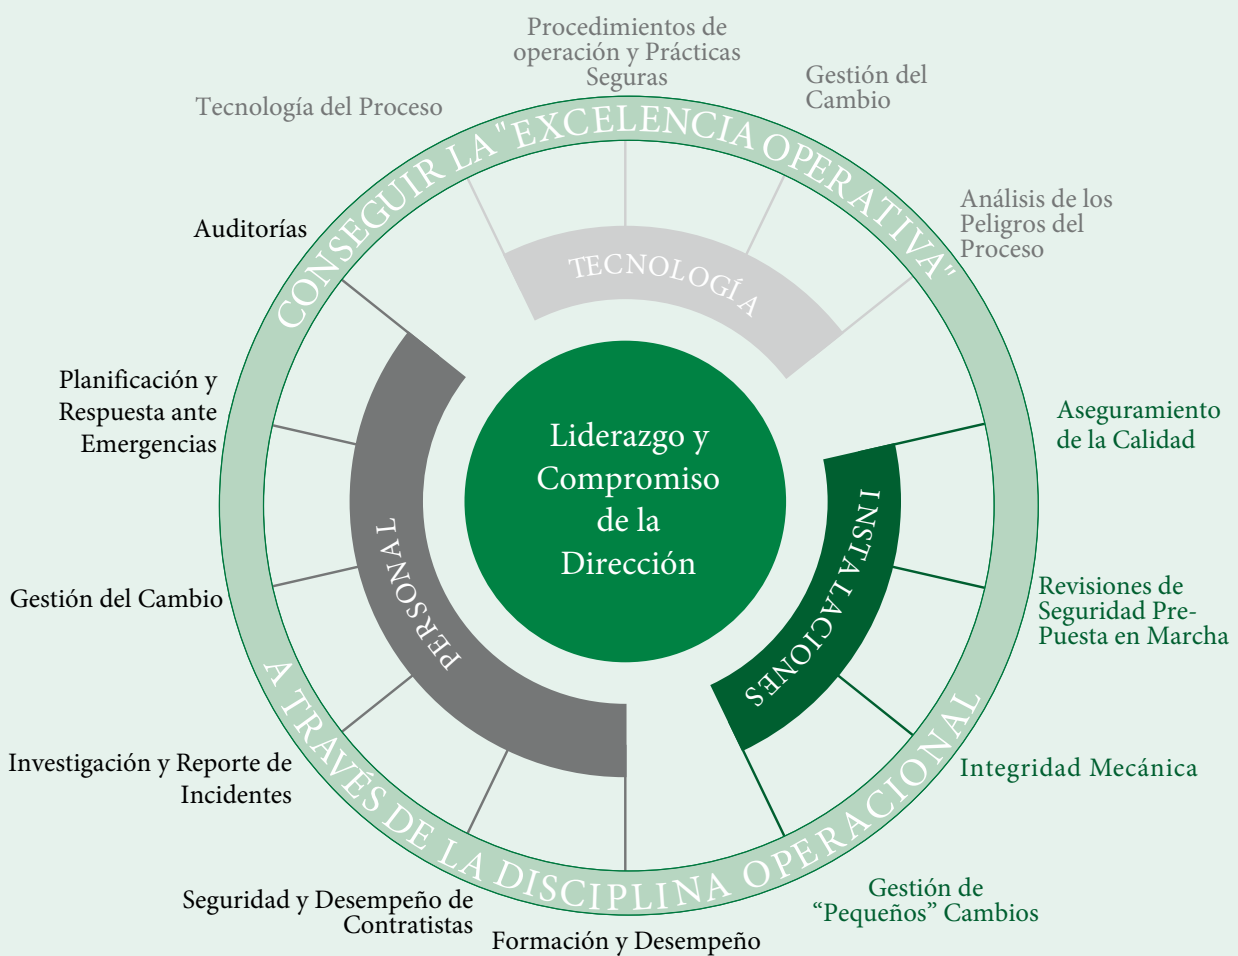 Procedimientos de
operación y Prácticas
Seguras
Gestión del
Cambio
Tecnología del Proceso
CONSEGUIR LA "EXCELENCIA OPERATIVA"
Análisis de los
Peligros del
Proceso
Auditorías
TECNOLOGÍA
Planificación y
Respuesta ante
Emergencias
Aseguramiento
de la Calidad
Liderazgo y
Compromiso
de la
Dirección
PERSONAL
INSTALACIONES
Gestión del Cambio
Revisiones de
Seguridad Pre-
Puesta en Marcha
Investigación y Reporte de
Incidentes
Integridad Mecánica
A TRAVÉS DE LA DISCIPLINA OPERACIONAL
Seguridad y Desempeño de
Contratistas
Gestión de
“Pequeños” Cambios
Formación y Desempeño